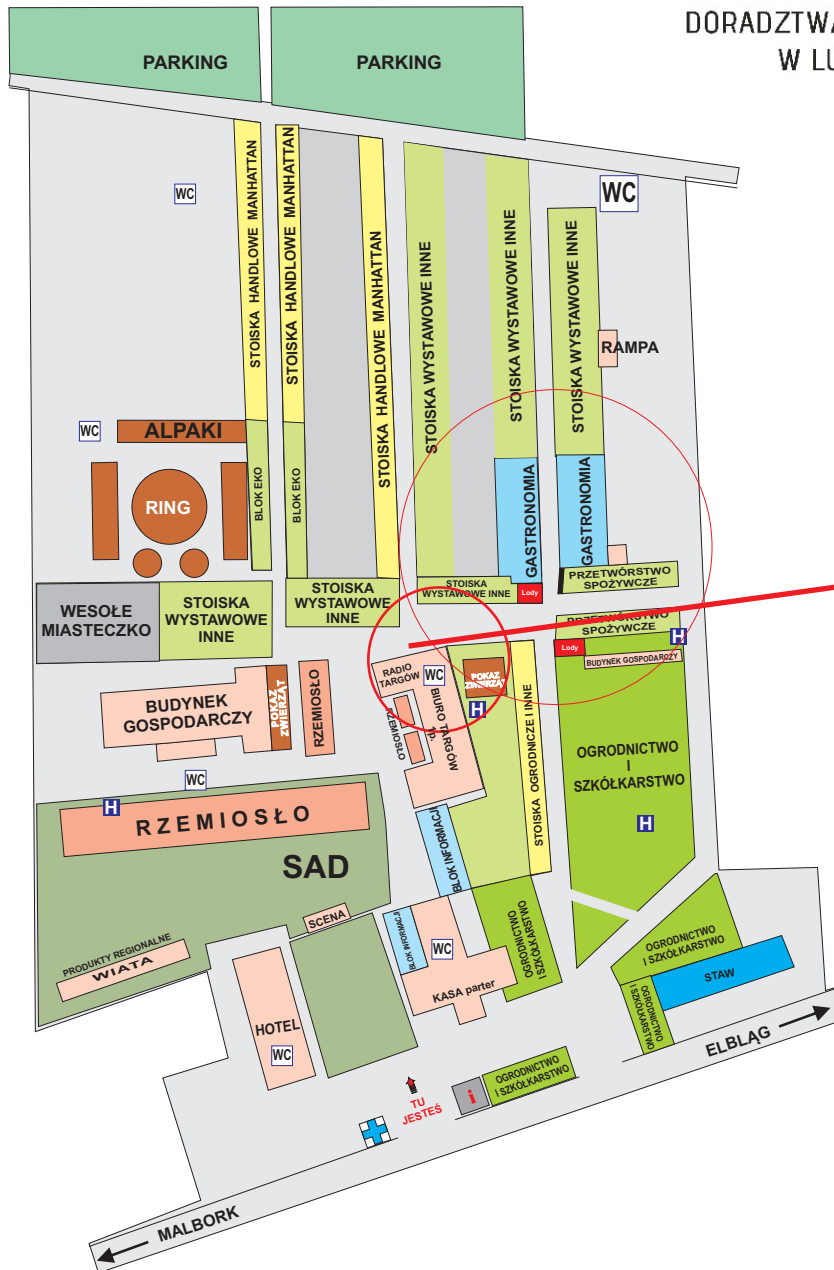 DORADZTWA
W LU
PARKING
PARKING
WC
WC
STOISKA HANDLOWE MANHATTAN
STOISKA HANDLOWE MANHATTAN
STOISKA HANDLOWE MANHATTAN
STOISKA WYSTAWOWE INNE
STOISKA WYSTAWOWE INNE
STOISKA WYSTAWOWE INNE
RAMPA
WC
ALPAKI
RING
BLOK EKO
BLOK EKO
GASTRONOMIA
GASTRONOMIA
PRZETWÓRSTWO
SPOŻYWCZE
WESOŁE
MIASTECZKO
STOISKA
WYSTAWOWE
INNE
STOISKA
WYSTAWOWE
INNE
STOISKA
WYSTAWOWE INNE
Lody
PRZETWÓRSTWO
SPOŻYWCZE
H
Lody
BUDYNEK GOSPODARCZY
RADIO
TARGÓW
WC
POKAZ
ZWIERZĄT
H
BUDYNEK
GOSPODARCZY
POKAZ
ZWIERZĄT
RZEMIOSŁO
RZEMIOSŁO
BIURO TARGÓW
1p.
STOISKA OGRODNICZE I INNE
OGRODNICTWO
I
SZKÓŁKARSTWO
H
WC
H
RZEMIOSŁO
SAD
BLOK INFORMACJI
SCENA
BLOK INFORMACJI
WC
KASA parter
OGRODNICTWO
I SZKÓŁKARSTWO
PRODUKTY REGIONALNE
WIATA
OGRODNICTWO
I SZKÓŁKARSTWO
STAW
OGRODNICTWO
I SZKÓŁKARSTWO
HOTEL
WC
ELBLĄG
OGRODNICTWO
I SZKÓŁKARSTWO
i
TU
JESTEŚ
MALBORK